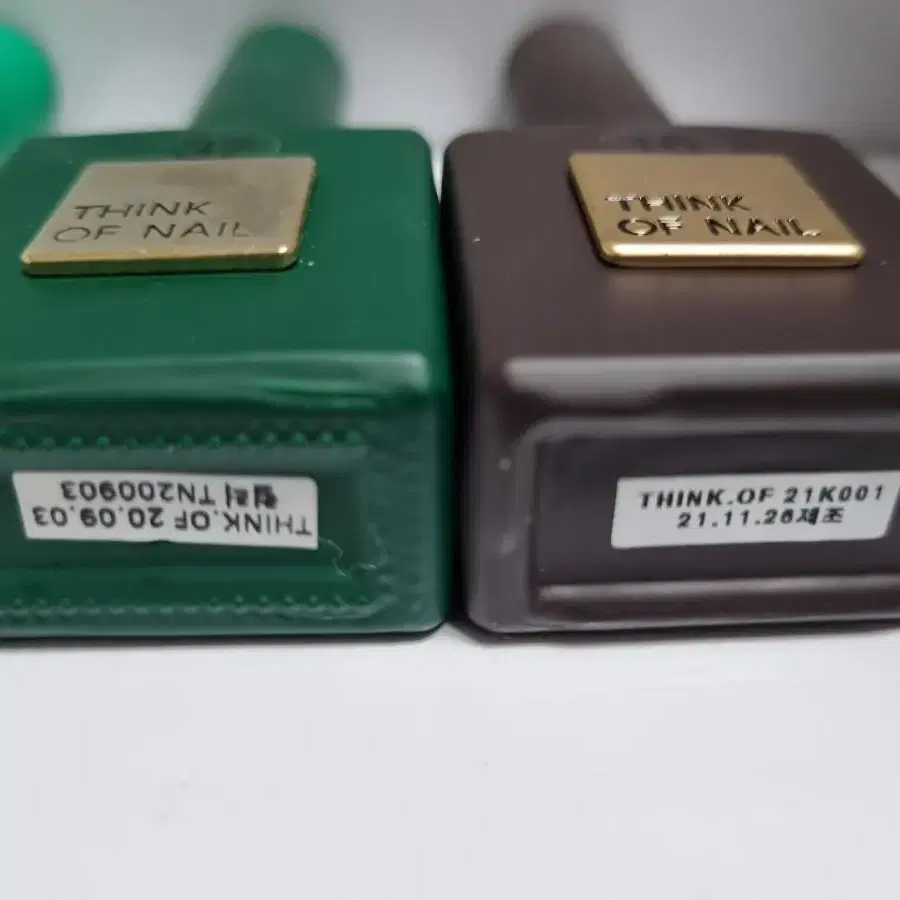 THINK
OF NAIL
THINK
OF NAIL
THINK.OF 20.09.03
TN200903
THINK.OF 21K001
21.11.26제조